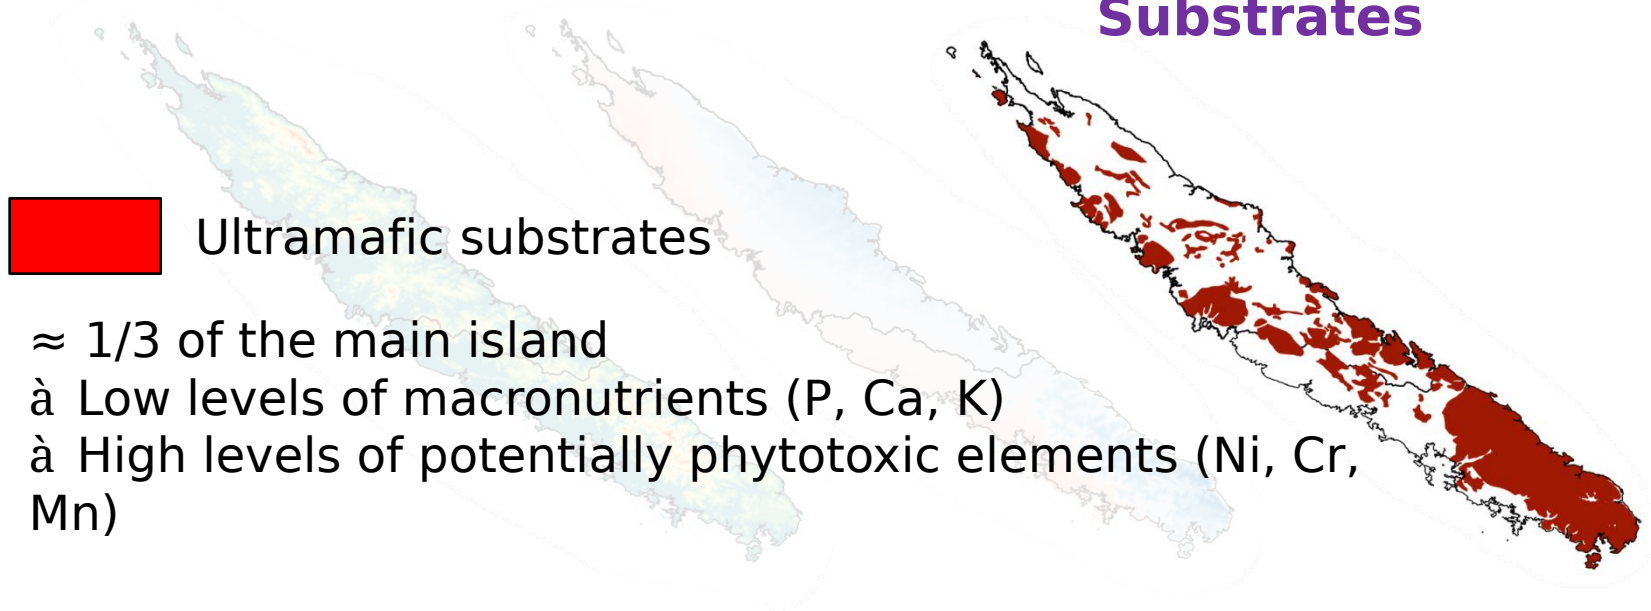 Substrates
Ultramafic substrates
≈ 1/3 of the main island
à Low levels of macronutrients (P, Ca, K)
à High levels of potentially phytotoxic elements (Ni, Cr,
Mn)